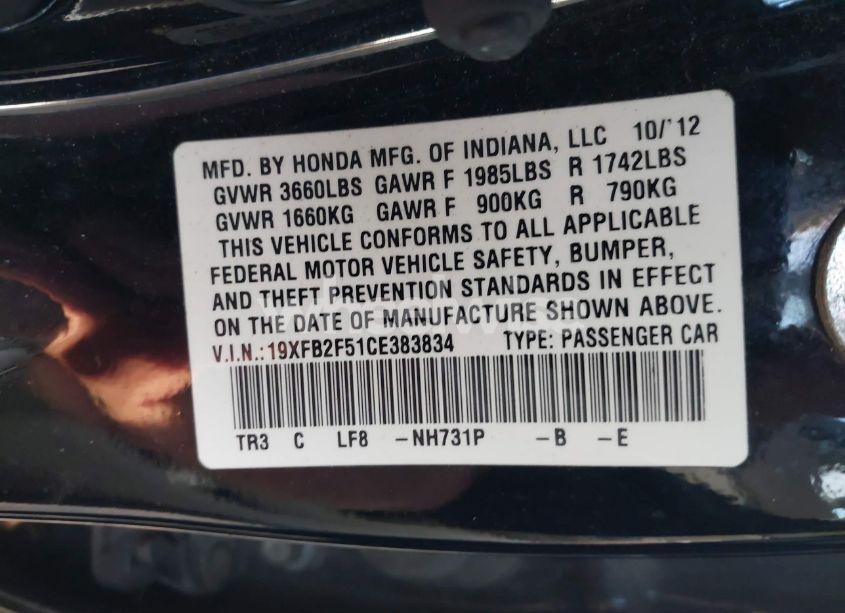 MFD. BY HONDA MFG. OF INDIANA, LLC 10/'12
GVWR 3660LBS GAWR F 1985LBS R 1742LBS
GVWR 1660KG GAWR F 900KG R 790KG
THIS VEHICLE CONFORMS TO ALL APPLICABLE
FEDERAL MOTOR VEHICLE SAFETY, BUMPER,
AND THEFT PREVENTION STANDARDS IN EFFECT
ON THE DATE OF MANUFACTURE SHOWN ABOVE.
V.I.N.:19XFB2F51CE383834 TYPE: PASSENGER CAR
TR3 C LF8 -NH731P -B -E